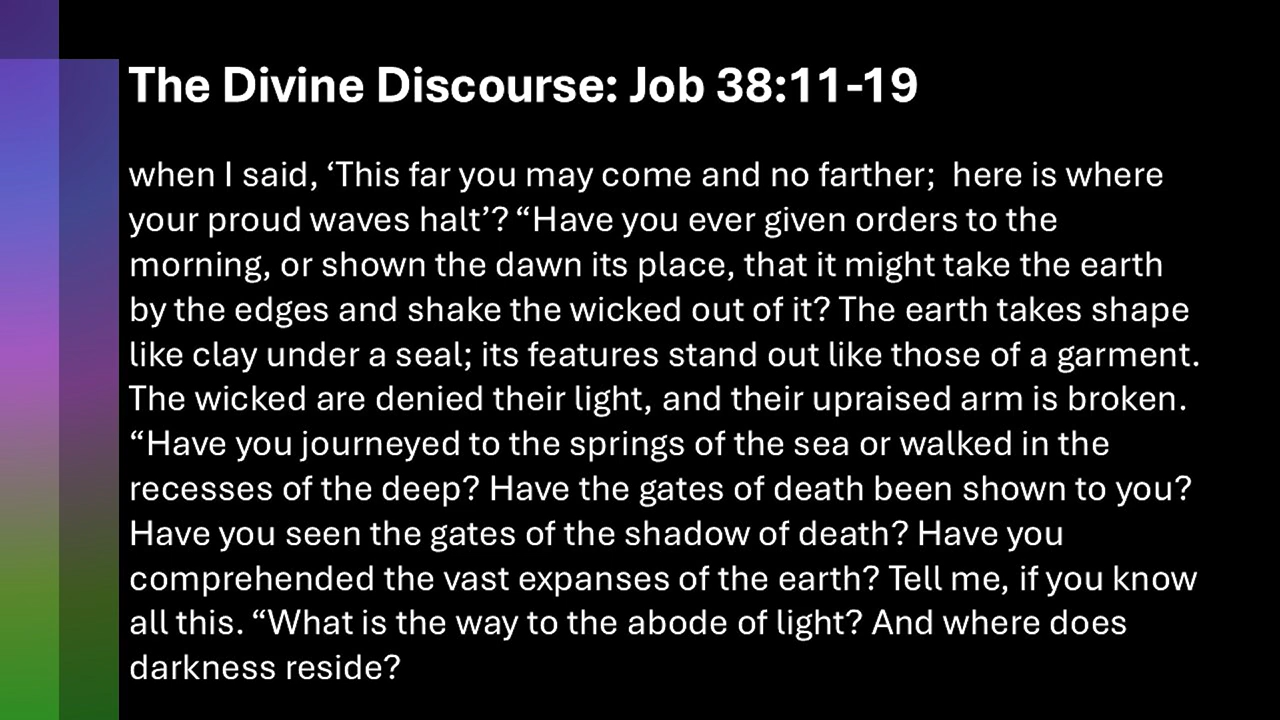 The Divine Discourse: Job 38:11-19
when I said, ‘This far you may come and no farther;  here is where
your proud waves halt’? “Have you ever given orders to the
morning, or shown the dawn its place, that it might take the earth
by the edges and shake the wicked out of it? The earth takes shape
like clay under a seal; its features stand out like those of a garment.
The wicked are denied their light, and their upraised arm is broken.
“Have you journeyed to the springs of the sea or walked in the
recesses of the deep? Have the gates of death been shown to you?
Have you seen the gates of the shadow of death? Have you
comprehended the vast expanses of the earth? Tell me, if you know
all this. “What is the way to the abode of light? And where does
darkness reside?